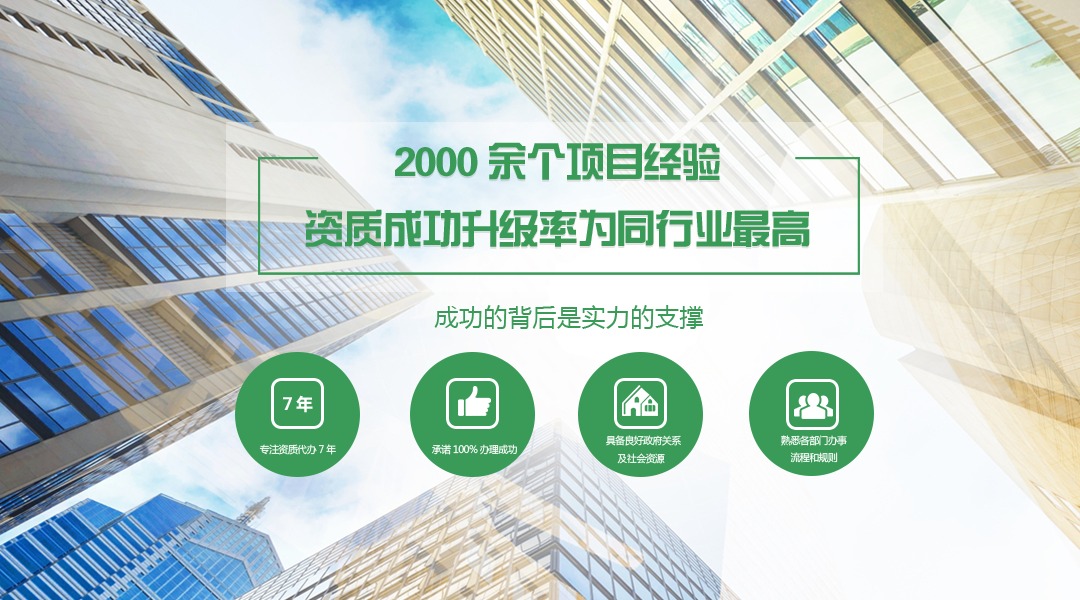 2000 余个项目经验
资质成功升级率为同行业最高
成功的背后是实力的支撑
7 年
专注资质代办 7 年
承诺 100% 办理成功
具备良好政府关系
及社会资源
熟悉各部门办事
流程和规则